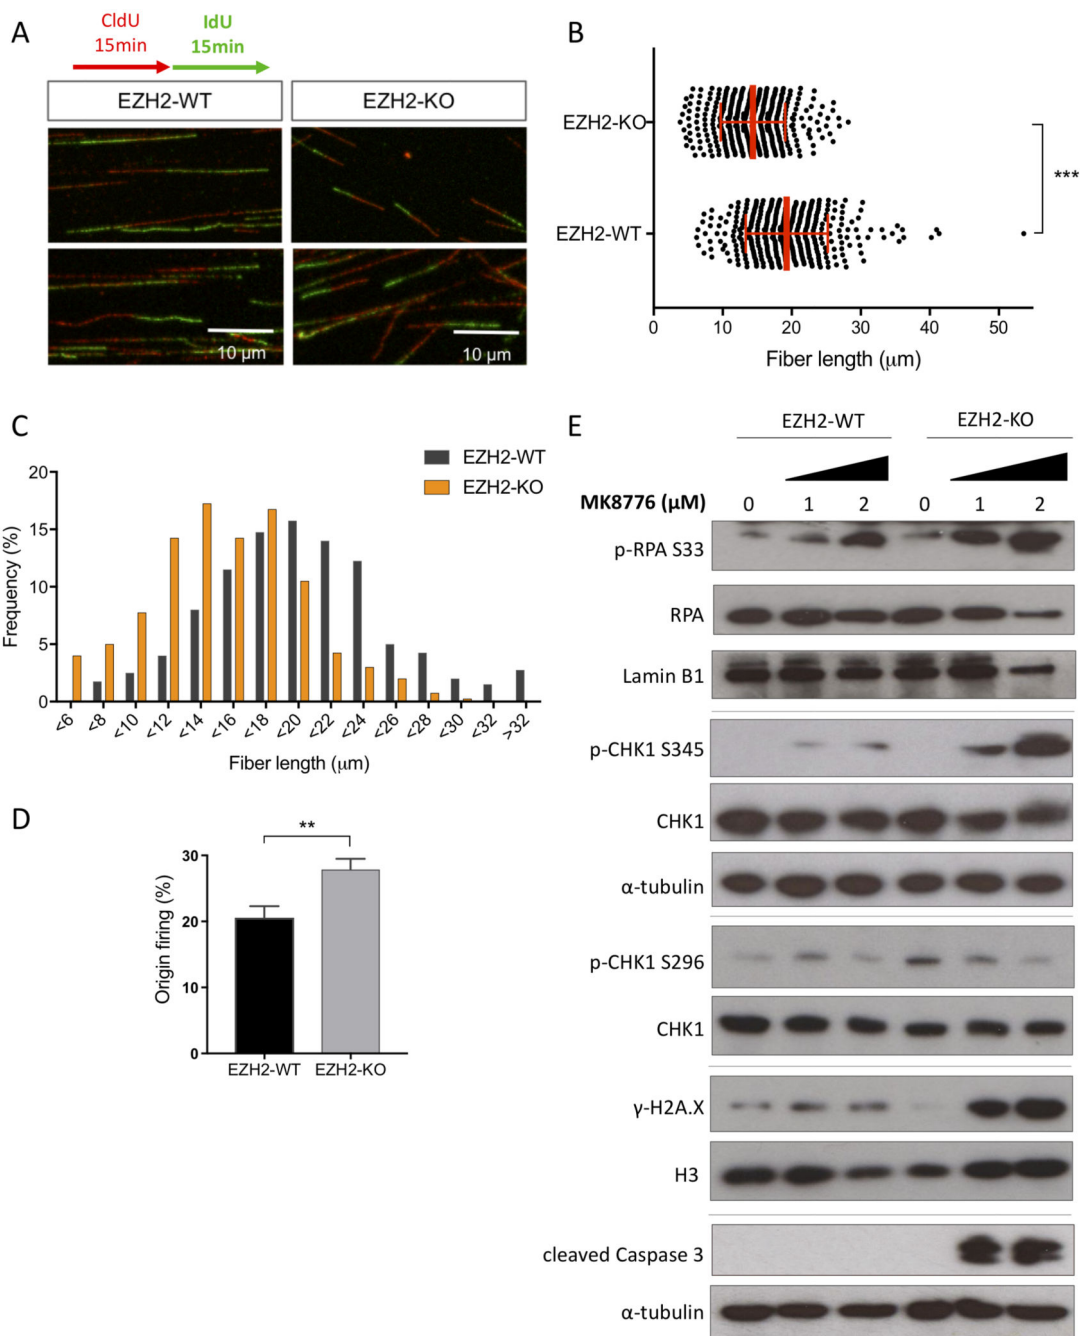 A
CldU
15min
IdU
15min
EZH2-WT
EZH2-KO
10 μm
10 μm
B
EZH2-KO
EZH2-WT
***
0 10 20 30 40 50
Fiber length (μm)
C
EZH2-WT
EZH2-KO
20
15
10
5
0
Frequency (%)
<6 <8 <10 <12 <14 <16 <18 <20 <22 <24 <26 <28 <30 <32 >32
Fiber length (μm)
D
**
30
20
10
0
Origin firing (%)
EZH2-WT EZH2-KO
E
EZH2-WT EZH2-KO
MK8776 (μM) 0 1 2 0 1 2
p-RPA S33
RPA
Lamin B1
p-CHK1 S345
CHK1
α-tubulin
p-CHK1 S296
CHK1
γ-H2A.X
H3
cleaved Caspase 3
α-tubulin